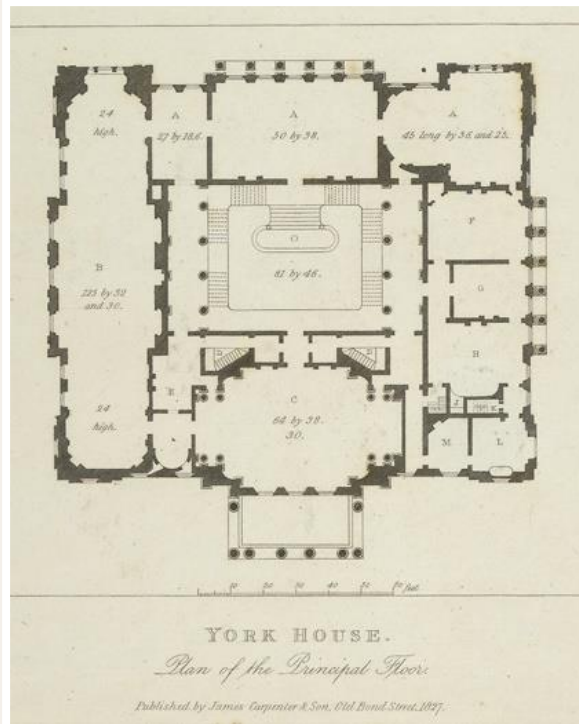 24
high.
A
27 by 18.6.
A
50 by 38.
A
45 long by 36. and 25.
F
B
125 by 32
and 30.
O
81 by 46.
G
H
D
D
E
C
64 by 38.
30.
24
high.
M
L
10 20 30 40 50 60 feet
YORK HOUSE.
Plan of the Principal Floor.
Published by James Carpenter & Son, Old Bond Street, 1827.